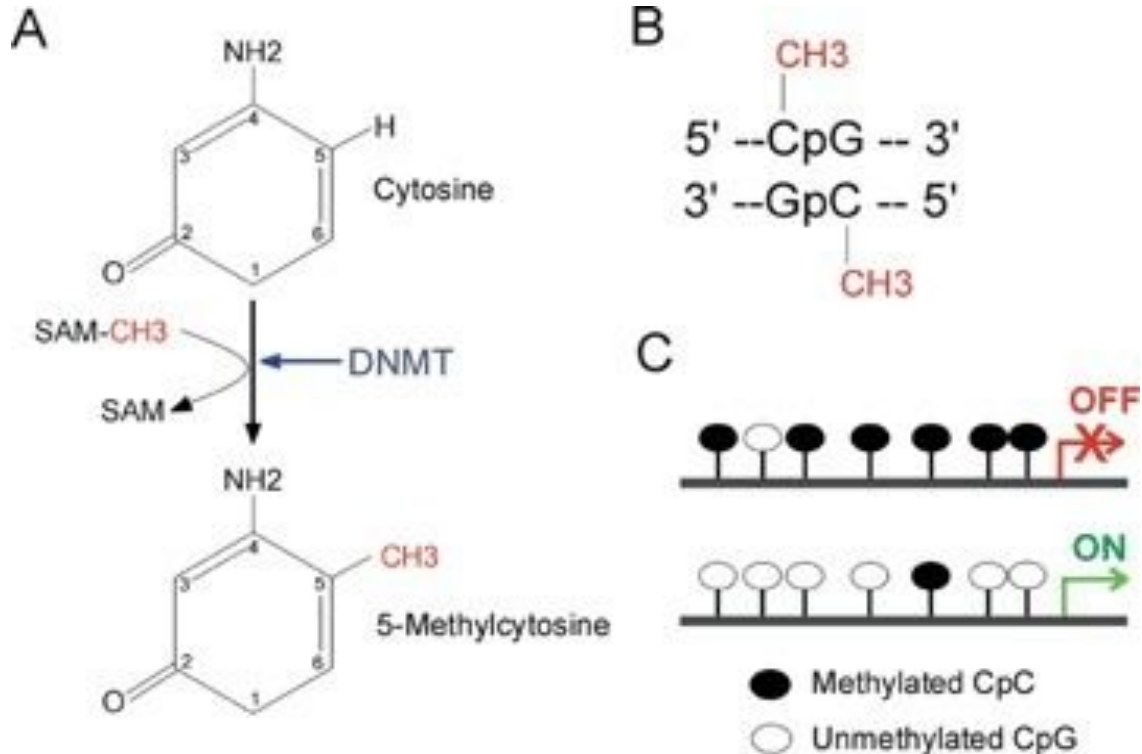 A
NH2
4
3
5
H
Cytosine
2
6
1
O
SAM-CH3
DNMT
SAM
NH2
4
CH3
3
5
5-Methylcytosine
2
6
1
O
B
CH3
5' --CpG -- 3'
3' --GpC -- 5'
CH3
C
OFF
X
ON
Methylated CpC
Unmethylated CpG